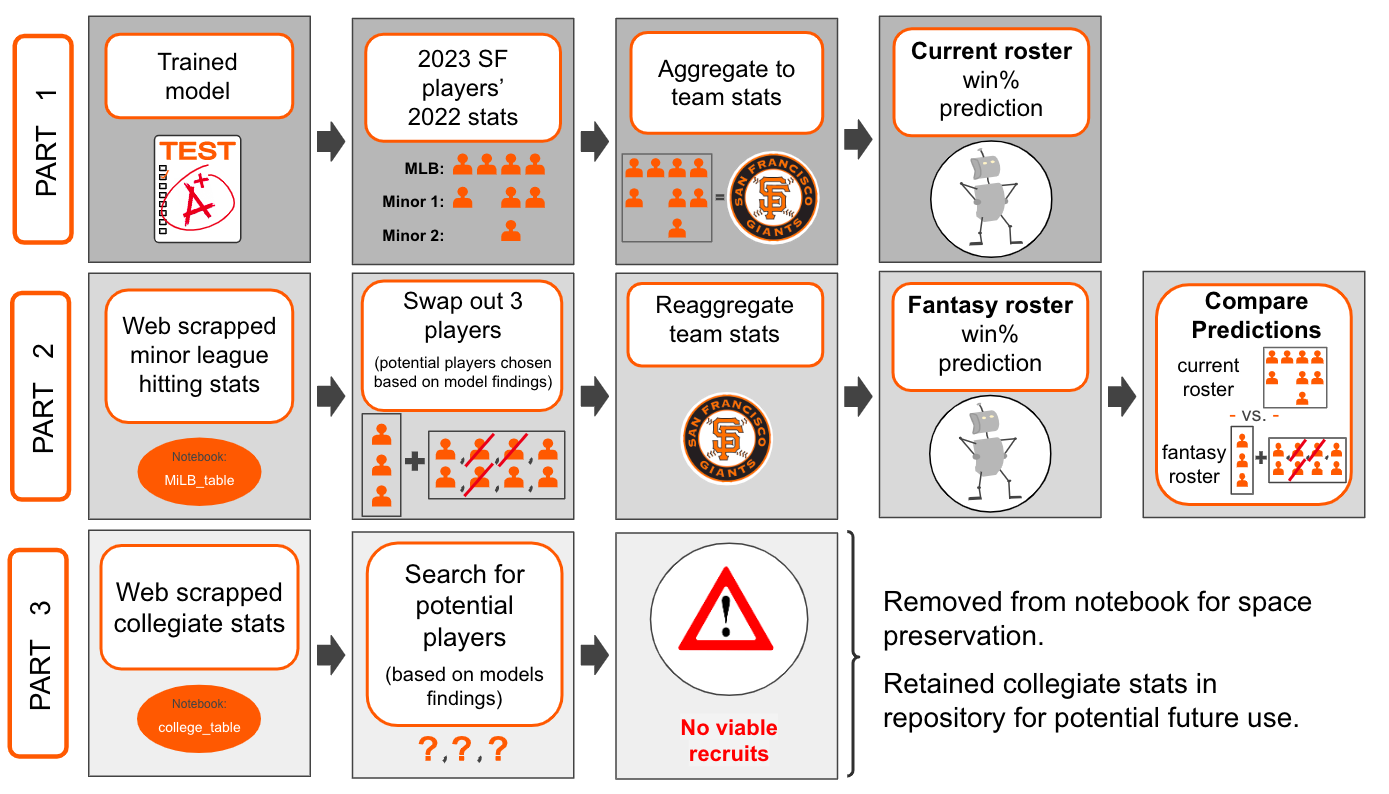 PART 1
Trained
model
TEST
A+
2023 SF
players’
2022 stats
MLB:
Minor 1:
Minor 2:
Aggregate to
team stats
=
SAN FRANCISCO
SF
GIANTS
Current roster
win%
prediction
PART 2
Web scrapped
minor league
hitting stats
Notebook:
MiLB_table
Swap out 3
players
(potential players chosen
based on model findings)
+
, , ,
, , ,
Reaggregate
team stats
SAN FRANCISCO
SF
GIANTS
Fantasy roster
win%
prediction
Compare
Predictions
current
roster
- vs. -
fantasy
roster
+
, , ,
PART 3
Web scrapped
collegiate stats
Notebook:
college_table
Search for
potential
players
(based on models
findings)
?,?,?
!
No viable
recruits
Removed from notebook for space
preservation.
Retained collegiate stats in
repository for potential future use.